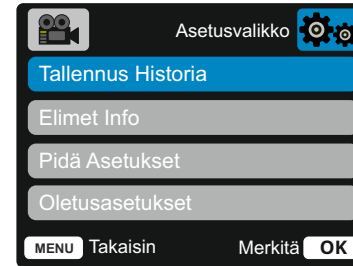 Asetusvalikko
Tallennus Historia
Elimet Info
Pidä Asetukset
Oletusasetukset
MENU Takaisin Merkitä OK